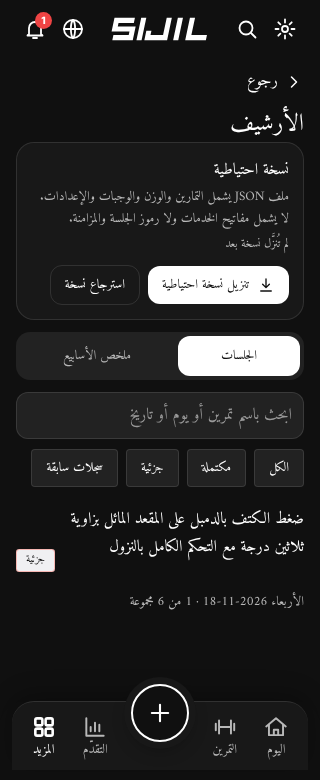 1
SIJIL
رجوع
الأرشيف
نسخة احتياطية
ملف JSON يشمل التمارين والوزن والوجبات والإعدادات.
لا يشمل مفاتيح الخدمات ولا رموز الجلسة والمزامنة.
لم تُنزَّل نسخة بعد
تنزيل نسخة احتياطية
استرجاع نسخة
الجلسات
ملخص الأسابيع
ابحث باسم تمرين أو يوم أو تاريخ
الكل
مكتملة
جزئية
سجلات سابقة
ضغط الكتف بالدمبل على المقعد المائل بزاوية
ثلاثين درجة مع التحكم الكامل بالنزول
جزئية
الأربعاء 2026-11-18 · 1 من 6 مجموعة
اليوم
التمرين
التقدّم
المزيد